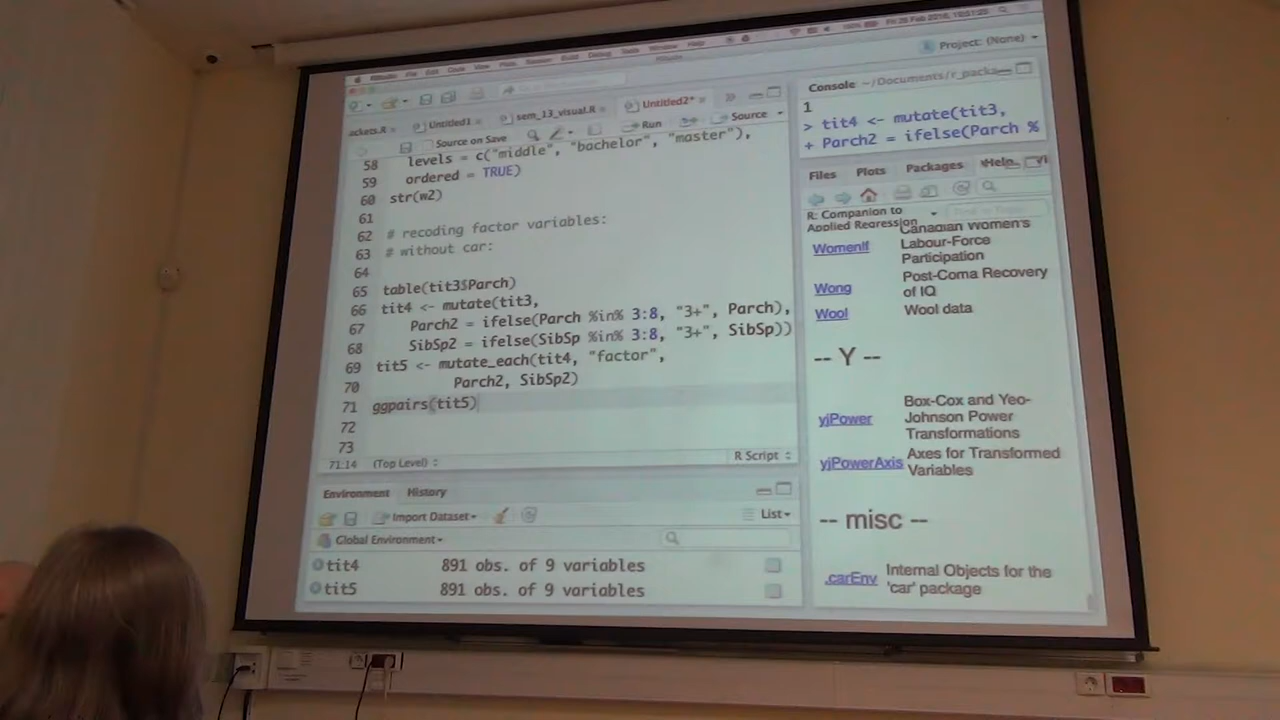 Project: (None)
ackets.R
Untitled1
sem_13_visual.R
Untitled2*
Source on Save
Run
Source
58 levels = c("middle", "bachelor", "master"),
59 ordered = TRUE)
60 str(w2)
61
62 # recoding factor variables:
63 # without car:
64
65 table(tit3$Parch)
66 tit4 <- mutate(tit3,
67 Parch2 = ifelse(Parch %in% 3:8, "3+", Parch),
68 SibSp2 = ifelse(SibSp %in% 3:8, "3+", SibSp))
69 tit5 <- mutate_each(tit4, "factor",
70 Parch2, SibSp2)
71 ggpairs(tit5)
72
73
71:14 (Top Level) R Script
Environment History
Import Dataset List
Global Environment
tit4 891 obs. of 9 variables
tit5 891 obs. of 9 variables
Console ~/Documents/r_packa
1
> tit4 <- mutate(tit3,
+ Parch2 = ifelse(Parch %
Files Plots Packages Help
R: Companion to
Applied Regression
Canadian Women's
Womenlf Labour-Force
Participation
Wong Post-Coma Recovery
of IQ
Wool Wool data
-- Y --
yjPower Box-Cox and Yeo-
Johnson Power
Transformations
yjPowerAxis Axes for Transformed
Variables
-- misc --
.carEnv Internal Objects for the
'car' package